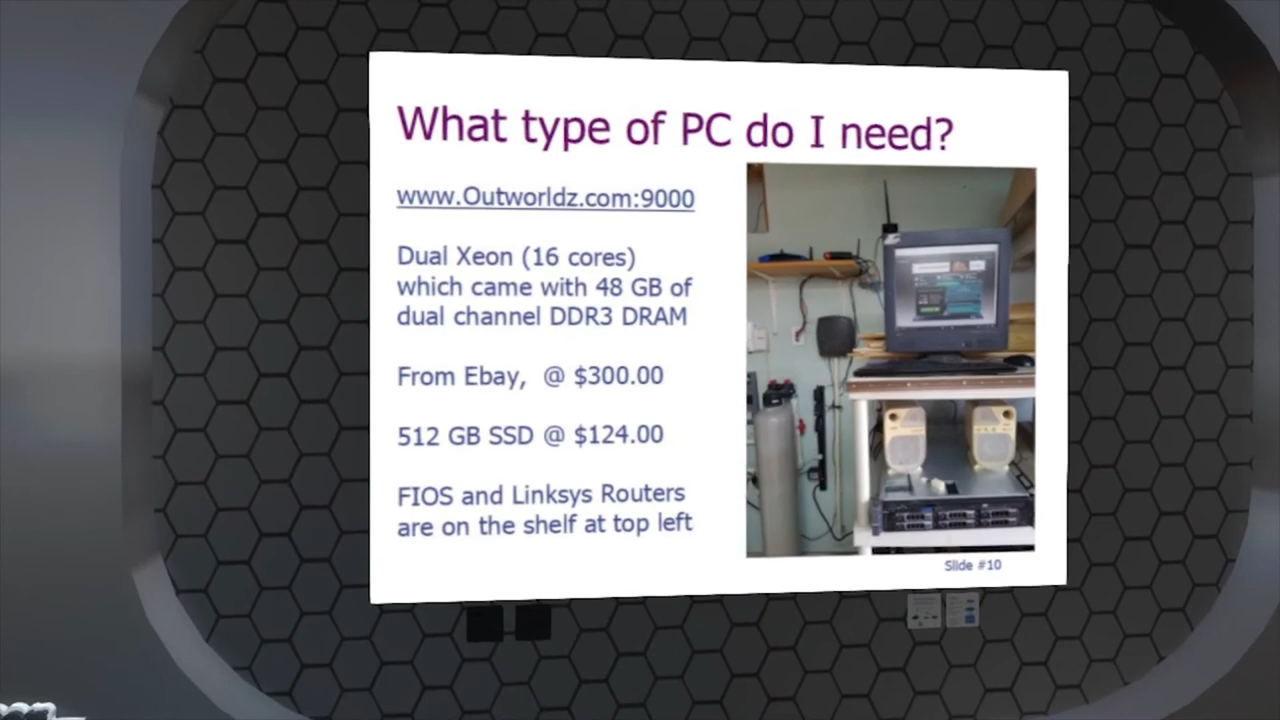 What type of PC do I need?
www.Outworldz.com:9000
Dual Xeon (16 cores)
which came with 48 GB of
dual channel DDR3 DRAM
From Ebay, @ $300.00
512 GB SSD @ $124.00
FIOS and Linksys Routers
are on the shelf at top left
Slide #10